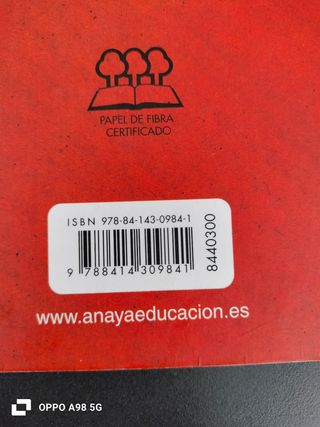 PAPEL DE FIBRA
CERTIFICADO
ISBN 978-84-143-0984-1
9 788414 309841
8440300
www.anayaeducacion.es
OPPO A98 5G